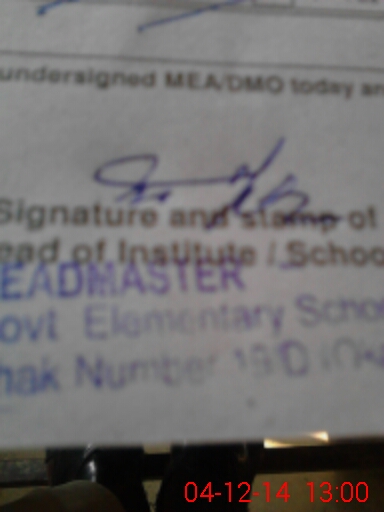 undersigned MEA/DMO today an
Signature and stamp of
ead of Institute / Schoo
EADMASTER
ovt Elementary Scho
hak Number 19/D
04-12-14 13:00